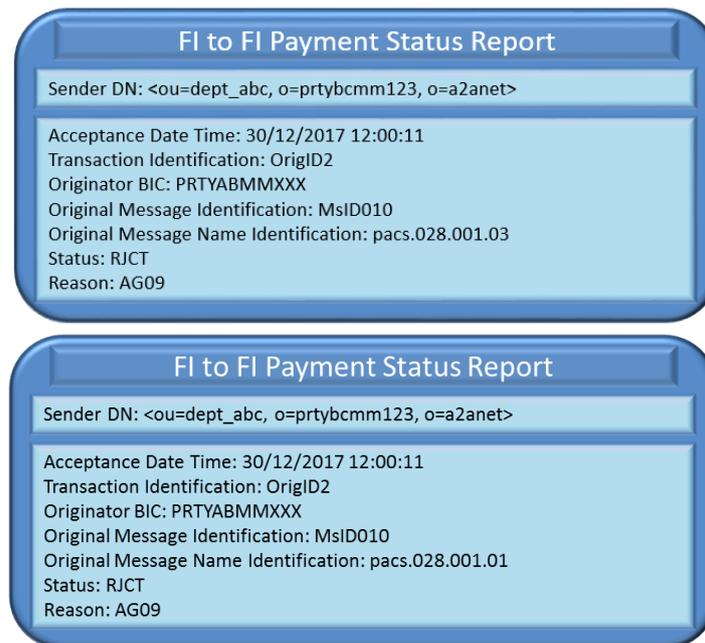 FI to FI Payment Status Report
Sender DN: <ou=dept_abc, o=prtybcmm123, o=a2anet>
Acceptance Date Time: 30/12/2017 12:00:11
Transaction Identification: OrigID2
Originator BIC: PRTYABMMXXX
Original Message Identification: MsID010
Original Message Name Identification: pacs.028.001.03
Status: RJCT
Reason: AG09
FI to FI Payment Status Report
Sender DN: <ou=dept_abc, o=prtybcmm123, o=a2anet>
Acceptance Date Time: 30/12/2017 12:00:11
Transaction Identification: OrigID2
Originator BIC: PRTYABMMXXX
Original Message Identification: MsID010
Original Message Name Identification: pacs.028.001.01
Status: RJCT
Reason: AG09